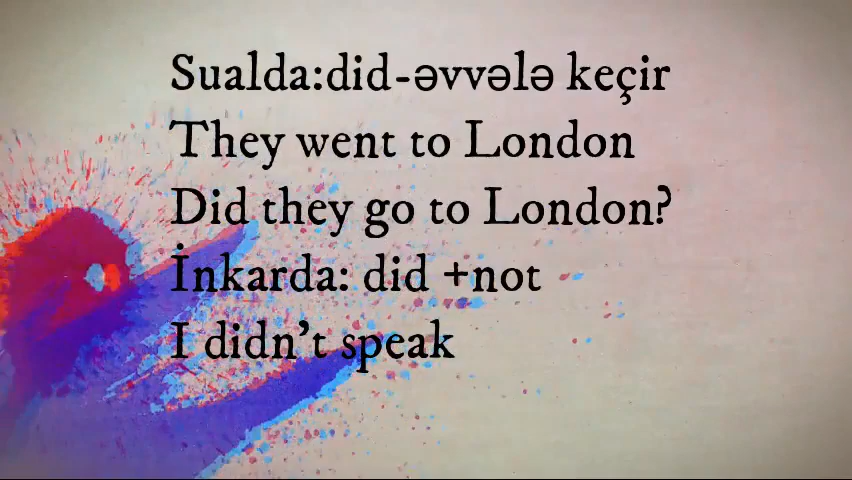 Sualda:did-əvvələ keçir
They went to London
Did they go to London?
İnkarda: did +not
I didn't speak